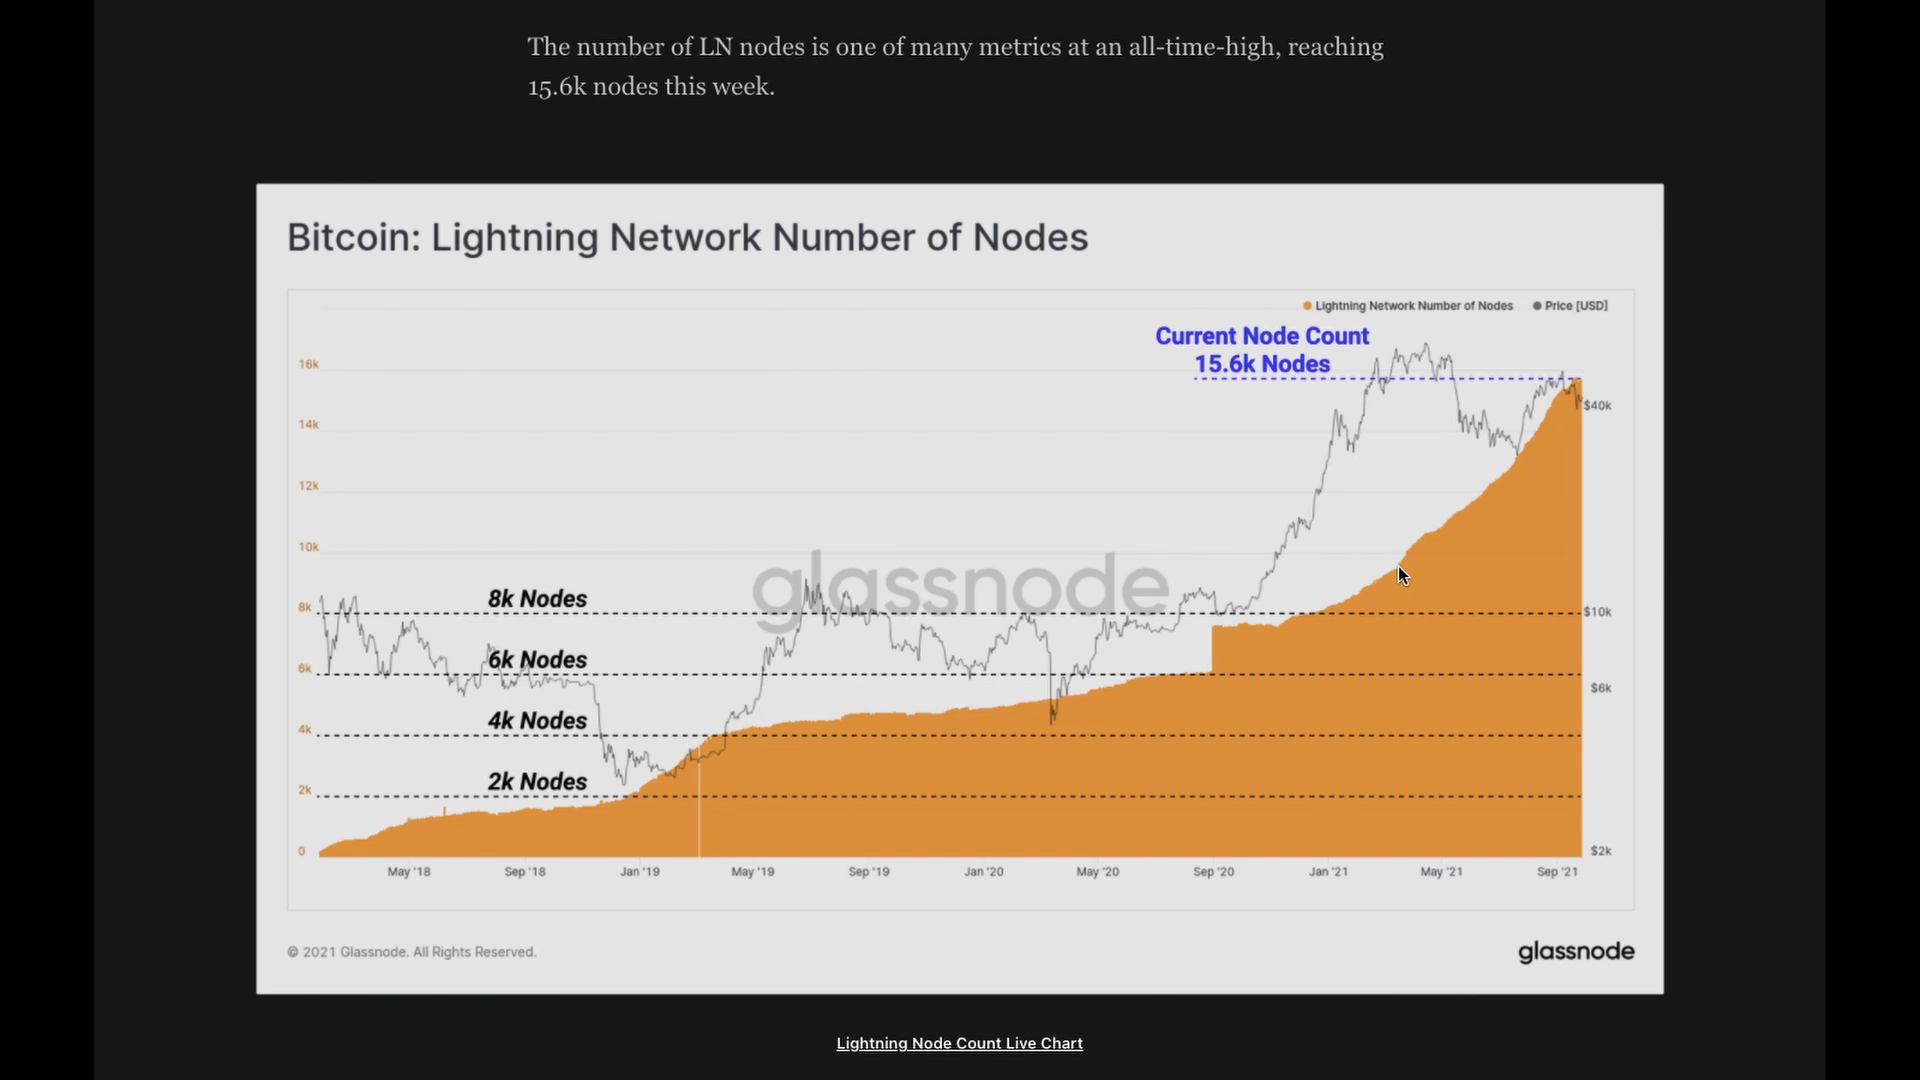 The number of LN nodes is one of many metrics at an all-time-high, reaching
15.6k nodes this week.
Bitcoin: Lightning Network Number of Nodes
Lightning Network Number of Nodes
Price [USD]
Current Node Count
15.6k Nodes
16k
14k
12k
10k
8k
6k
4k
2k
0
$40k
$10k
$6k
$2k
glassnode
8k Nodes
6k Nodes
4k Nodes
2k Nodes
May '18
Sep '18
Jan '19
May '19
Sep '19
Jan '20
May '20
Sep '20
Jan '21
May '21
Sep '21
© 2021 Glassnode. All Rights Reserved.
glassnode
Lightning Node Count Live Chart